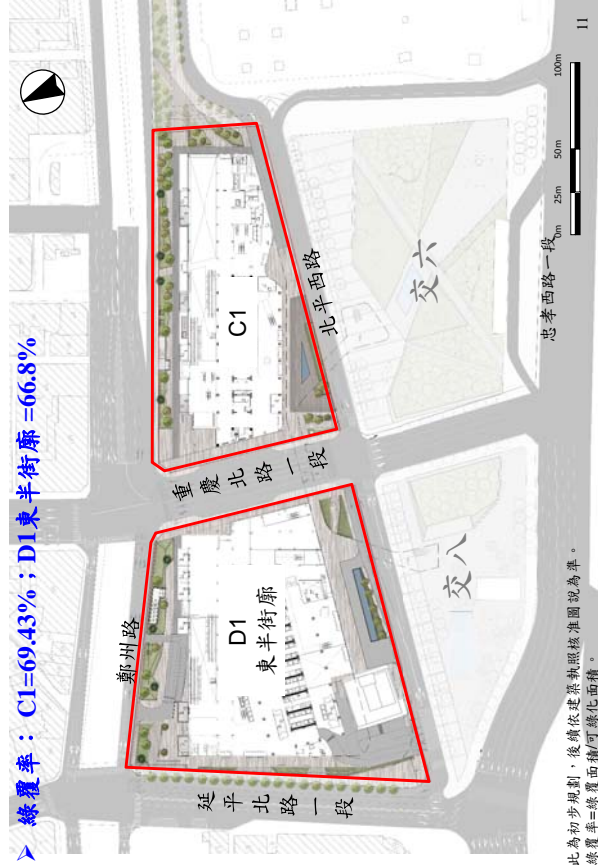 ➤ 綠覆率：C1=69.43%；D1東半街廓 =66.8%
鄭州路
延平北路一段
D1
東半街廓
重慶北路一段
C1
北平西路
交八
交六
忠孝西路一段
0m 25m 50m 100m
此為初步規劃，後續依建築執照核准圖說為準。
綠覆率=綠覆面積/可綠化面積。
11